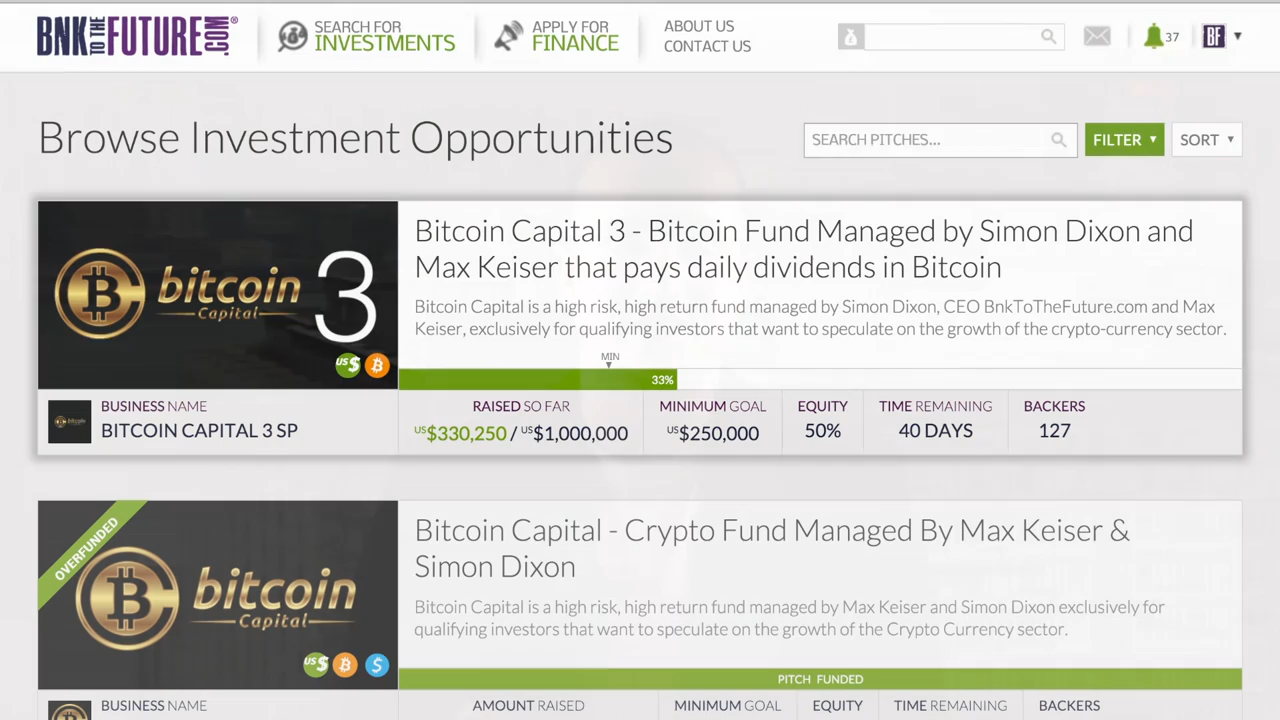 BNK TO THE FUTURE .COM®
SEARCH FOR
INVESTMENTS
APPLY FOR
FINANCE
ABOUT US
CONTACT US
37
BF
Browse Investment Opportunities
SEARCH PITCHES...
FILTER
SORT
bitcoin
Capital
3
US$
Bitcoin Capital 3 - Bitcoin Fund Managed by Simon Dixon and
Max Keiser that pays daily dividends in Bitcoin
Bitcoin Capital is a high risk, high return fund managed by Simon Dixon, CEO BnkToTheFuture.com and Max
Keiser, exclusively for qualifying investors that want to speculate on the growth of the crypto-currency sector.
MIN
33%
BUSINESS NAME
BITCOIN CAPITAL 3 SP
RAISED SO FAR
US$330,250 / US$1,000,000
MINIMUM GOAL
US$250,000
EQUITY
50%
TIME REMAINING
40 DAYS
BACKERS
127
OVERFUNDED
bitcoin
Capital
US$
$
Bitcoin Capital - Crypto Fund Managed By Max Keiser &
Simon Dixon
Bitcoin Capital is a high risk, high return fund managed by Max Keiser and Simon Dixon exclusively for
qualifying investors that want to speculate on the growth of the Crypto Currency sector.
PITCH FUNDED
BUSINESS NAME
AMOUNT RAISED
MINIMUM GOAL
EQUITY
TIME REMAINING
BACKERS